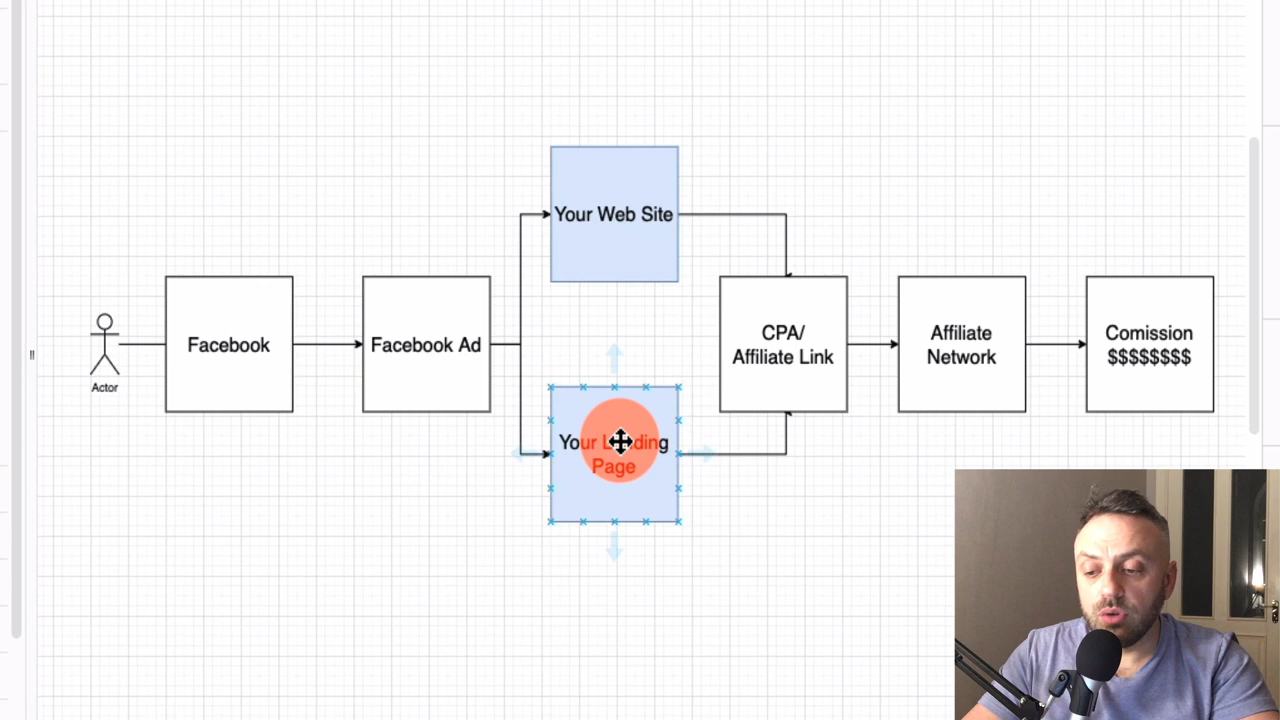 Your Web Site
Actor
Facebook
Facebook Ad
Your Landing
Page
CPA/
Affiliate Link
Affiliate
Network
Comission
$$$$$$$$